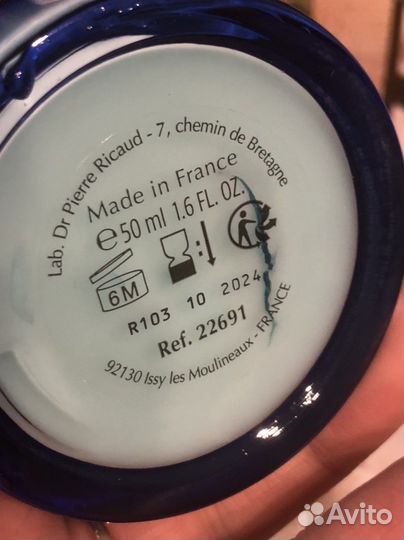 Lab. Dr Pierre Ricaud - 7, chemin de Bretagne
Made in France
℮50 ml 1.6 FL. OZ.
6M
R103 10 2024
Ref. 22691
92130 Issy les Moulineaux - FRANCE
Avito